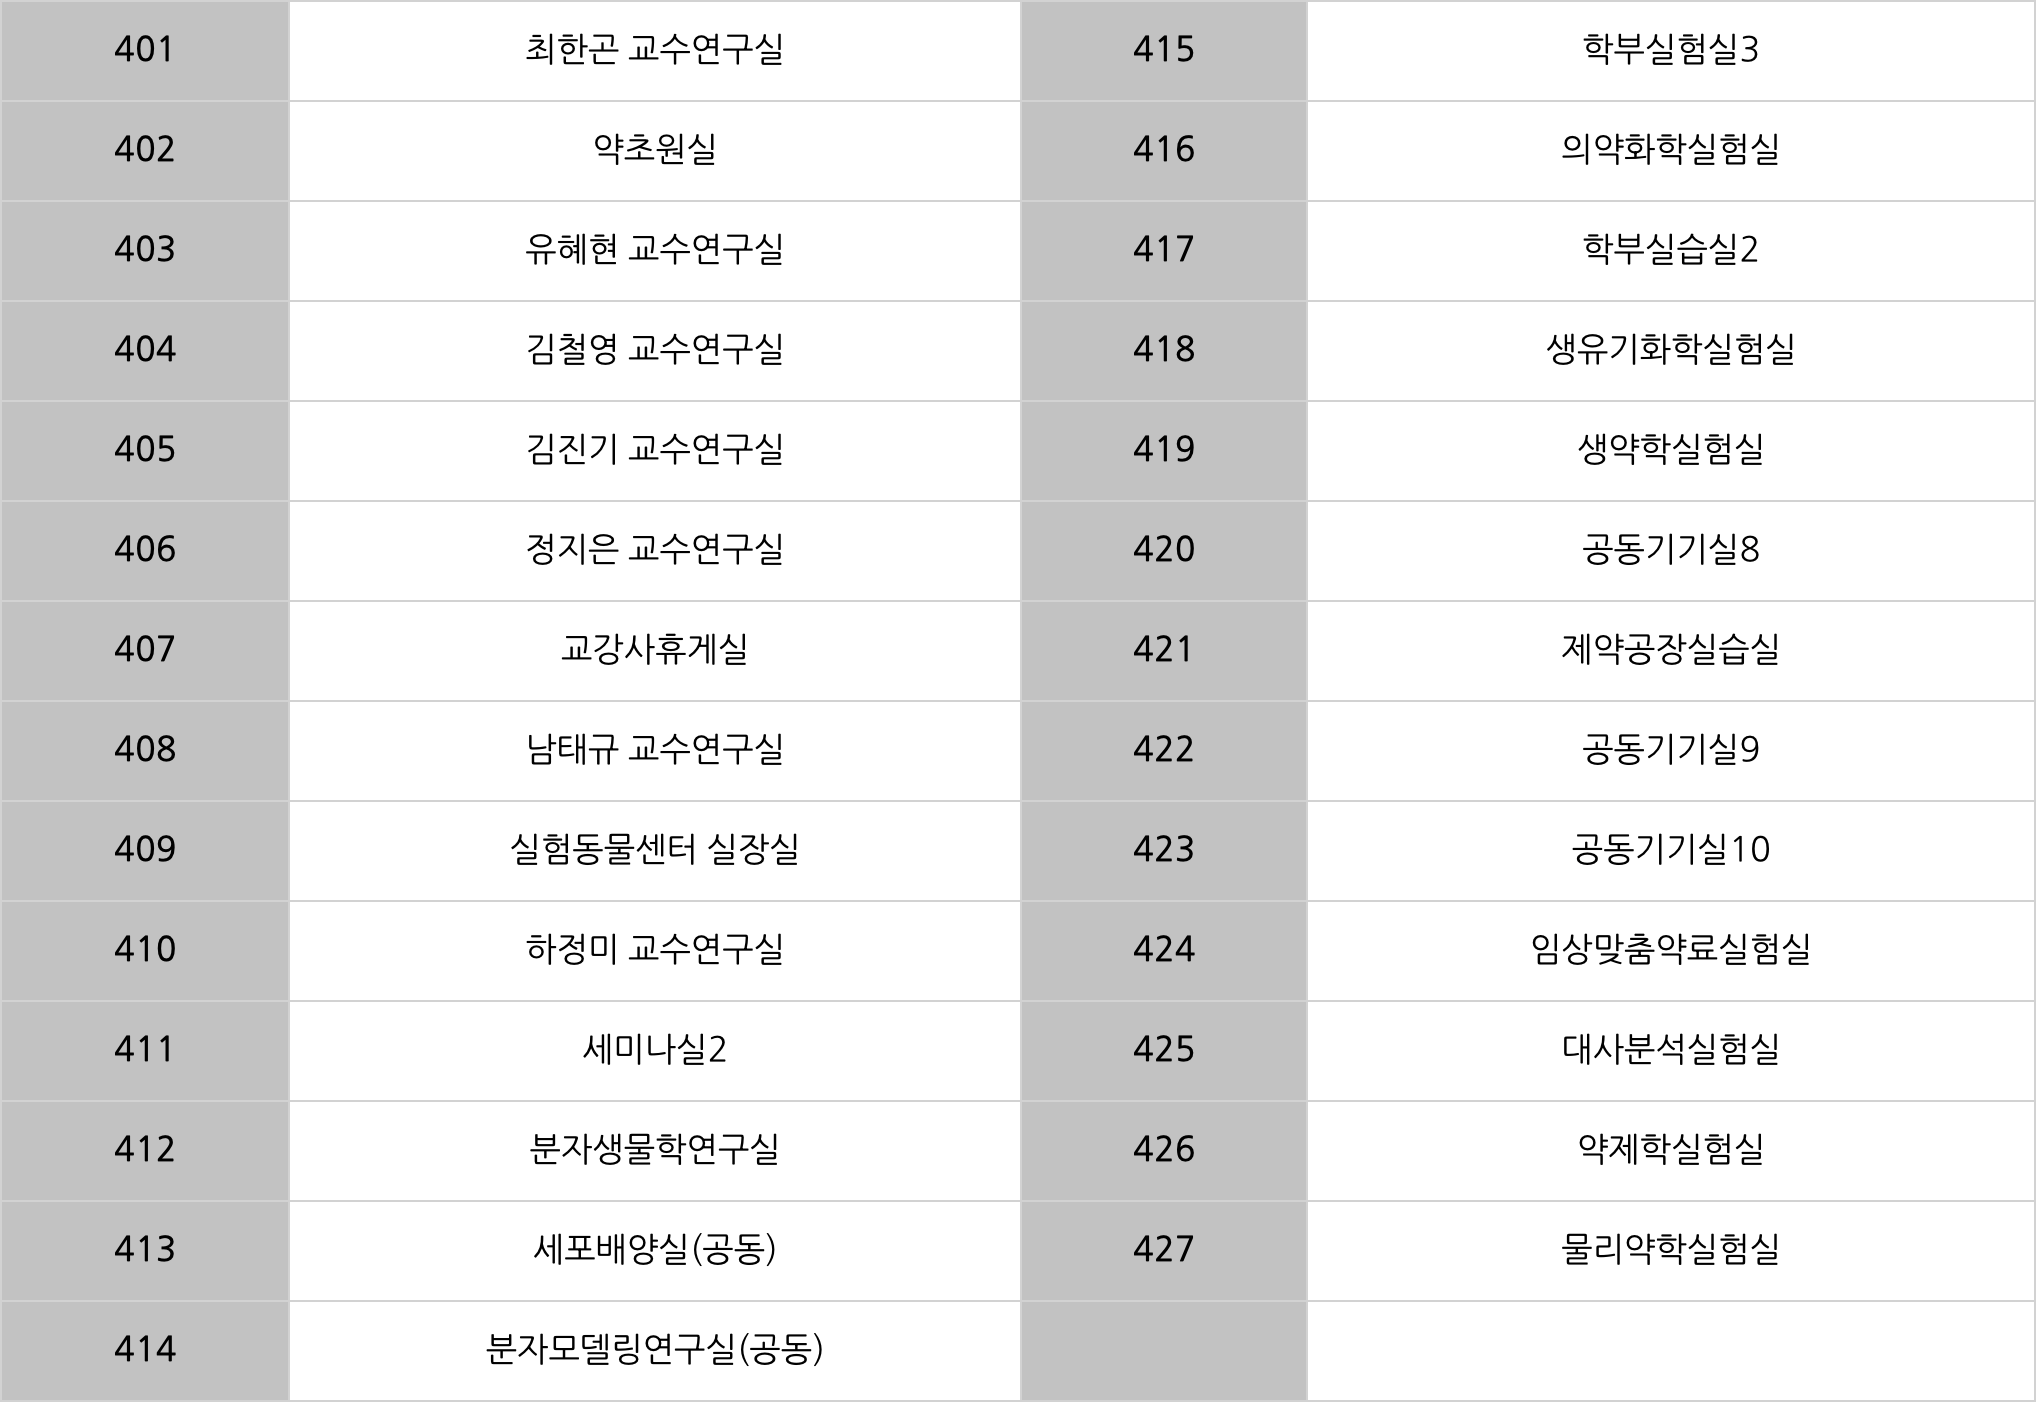 401 최한곤 교수연구실 415 학부실험실3
402 약초원실 416 의약화학실험실
403 유혜현 교수연구실 417 학부실습실2
404 김철영 교수연구실 418 생유기화학실험실
405 김진기 교수연구실 419 생약학실험실
406 정지은 교수연구실 420 공동기기실8
407 교강사휴게실 421 제약공장실습실
408 남태규 교수연구실 422 공동기기실9
409 실험동물센터 실장실 423 공동기기실10
410 하정미 교수연구실 424 임상맞춤약료실험실
411 세미나실2 425 대사분석실험실
412 분자생물학연구실 426 약제학실험실
413 세포배양실(공동) 427 물리약학실험실
414 분자모델링연구실(공동)